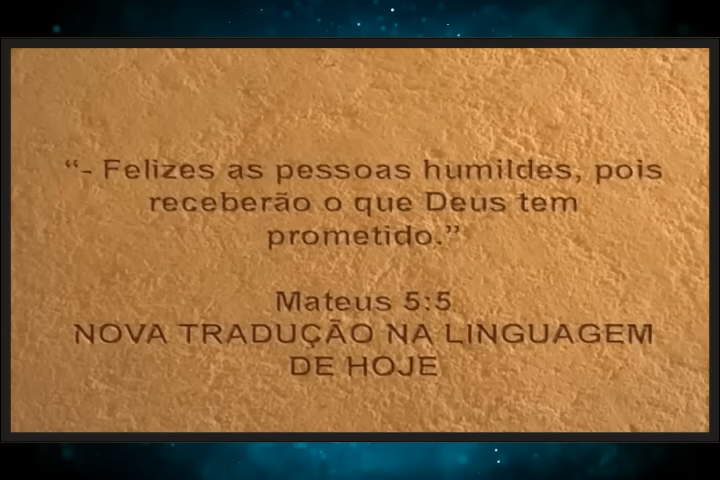 “- Felizes as pessoas humildes, pois
receberão o que Deus tem
prometido.”
Mateus 5:5
NOVA TRADUÇÃO NA LINGUAGEM
DE HOJE